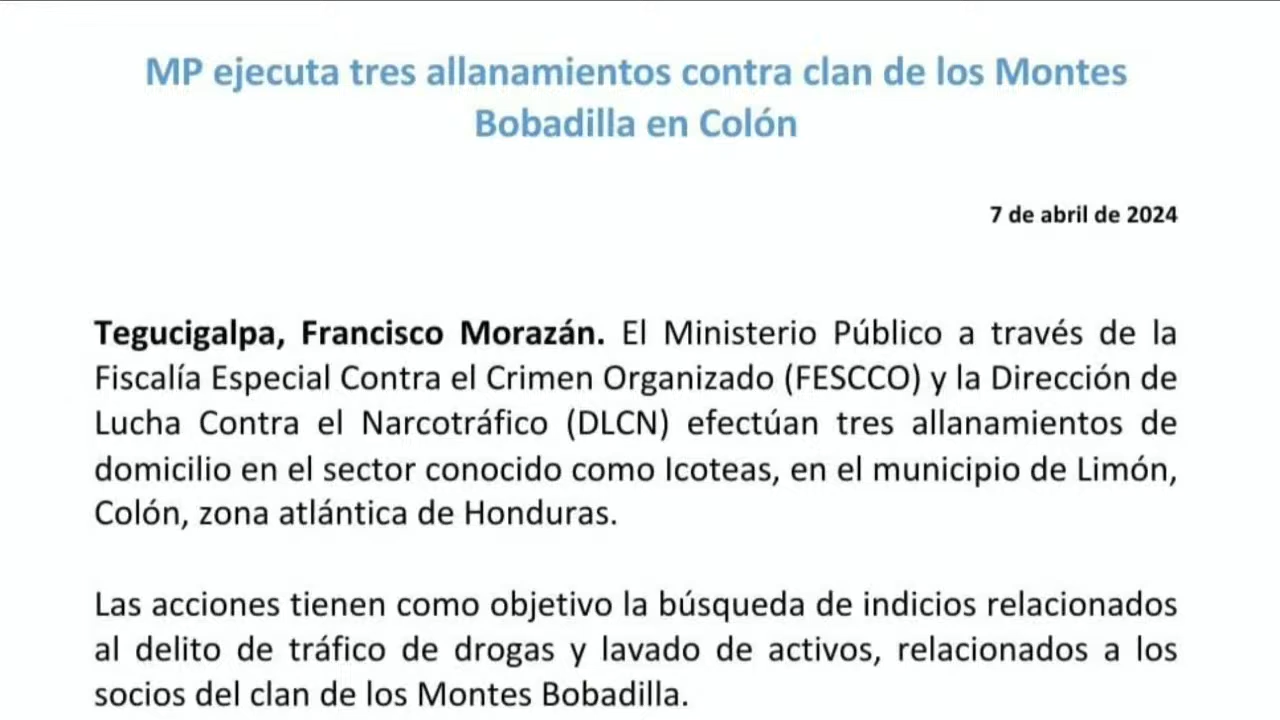 MP ejecuta tres allanamientos contra clan de los Montes
Bobadilla en Colón
7 de abril de 2024
Tegucigalpa, Francisco Morazán. El Ministerio Público a través de la
Fiscalía Especial Contra el Crimen Organizado (FESCCO) y la Dirección de
Lucha Contra el Narcotráfico (DLCN) efectúan tres allanamientos de
domicilio en el sector conocido como Icoteas, en el municipio de Limón,
Colón, zona atlántica de Honduras.
Las acciones tienen como objetivo la búsqueda de indicios relacionados
al delito de tráfico de drogas y lavado de activos, relacionados a los
socios del clan de los Montes Bobadilla.